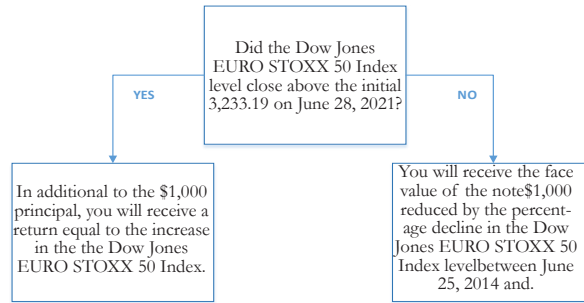 Did the Dow Jones
EURO STOXX 50 Index
level close above the initial
3,233.19 on June 28, 2021?
YES
NO
In additional to the $1,000
principal, you will receive a
return equal to the increase
in the the Dow Jones
EURO STOXX 50 Index.
You will receive the face
value of the note$1,000
reduced by the percent-
age decline in the Dow
Jones EURO STOXX 50
Index levelbetween June
25, 2014 and.